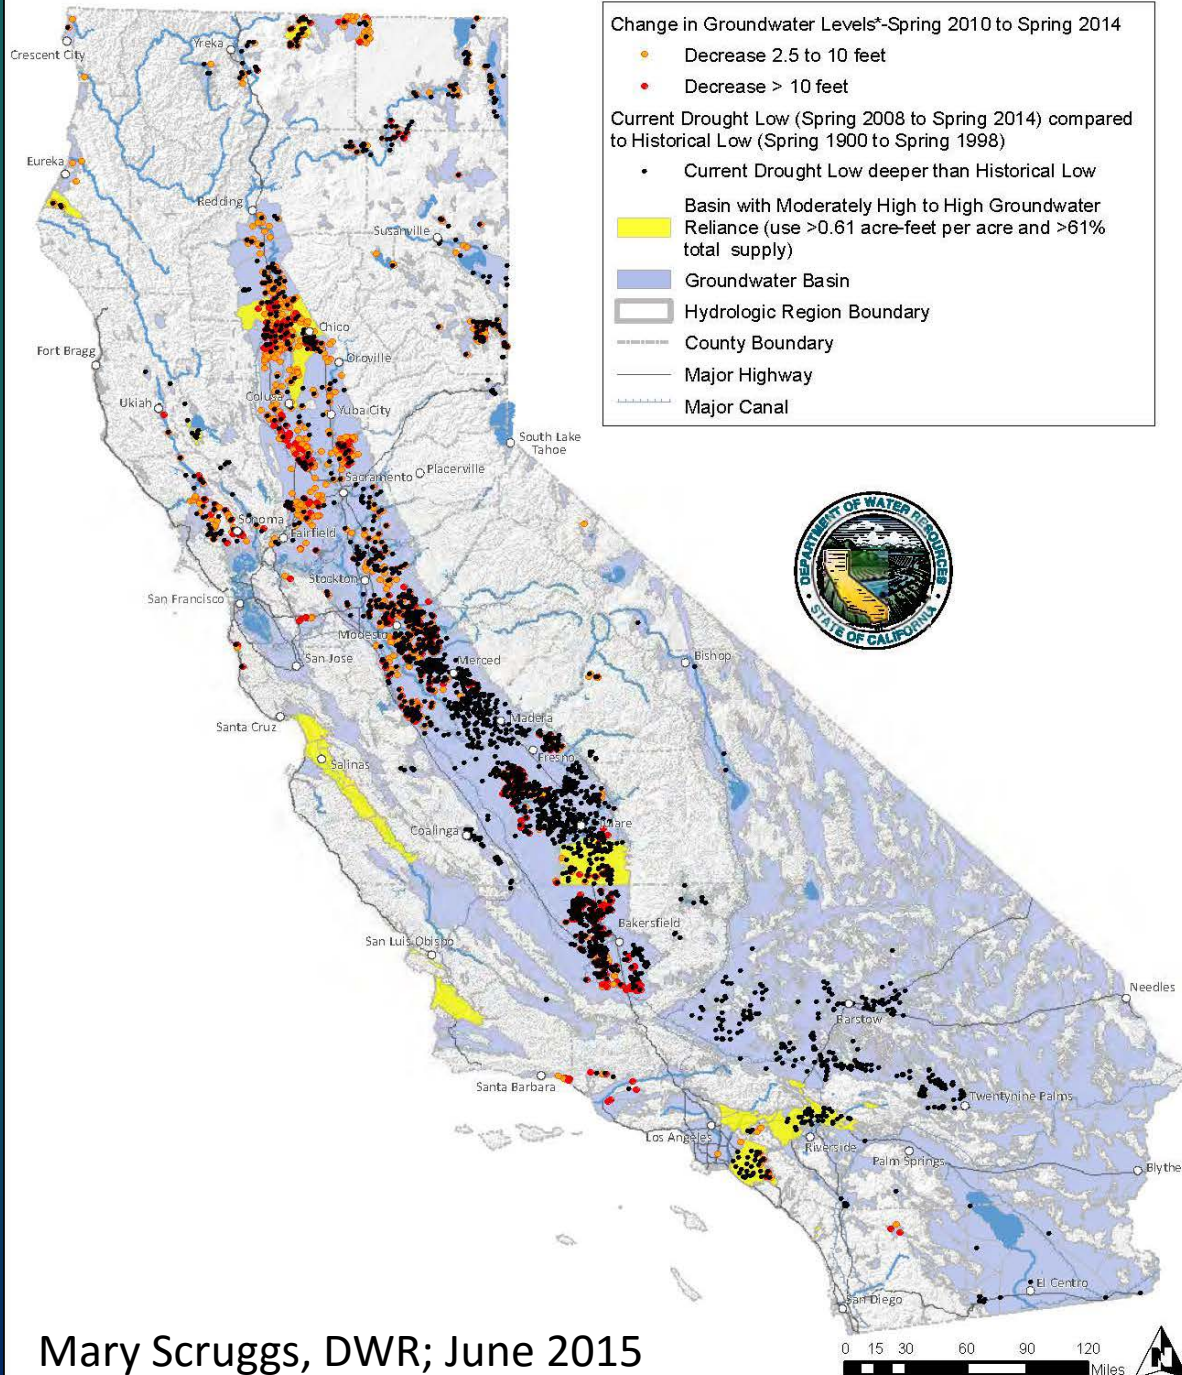 Change in Groundwater Levels*-Spring 2010 to Spring 2014
Decrease 2.5 to 10 feet
Decrease > 10 feet
Current Drought Low (Spring 2008 to Spring 2014) compared
to Historical Low (Spring 1900 to Spring 1998)
Current Drought Low deeper than Historical Low
Basin with Moderately High to High Groundwater
Reliance (use >0.61 acre-feet per acre and >61%
total supply)
Groundwater Basin
Hydrologic Region Boundary
County Boundary
Major Highway
Major Canal
Crescent City
Yreka
Eureka
Redding
Susanville
Chico
Fort Bragg
Oroville
Ukiah
Colusa
Yuba City
South Lake
Tahoe
Placerville
Sacramento
Sonoma
Fairfield
DEPARTMENT OF WATER RESOURCES
STATE OF CALIFORNIA
Stockton
San Francisco
Modesto
San Jose
Merced
Bishop
Santa Cruz
Madera
Salinas
Fresno
Coalinga
Bakersfield
San Luis Obispo
Needles
Barstow
Santa Barbara
Twentynine Palms
Los Angeles
Riverside
Palm Springs
Blythe
El Centro
San Diego
Mary Scruggs, DWR; June 2015
0 15 30 60 90 120
Miles
N